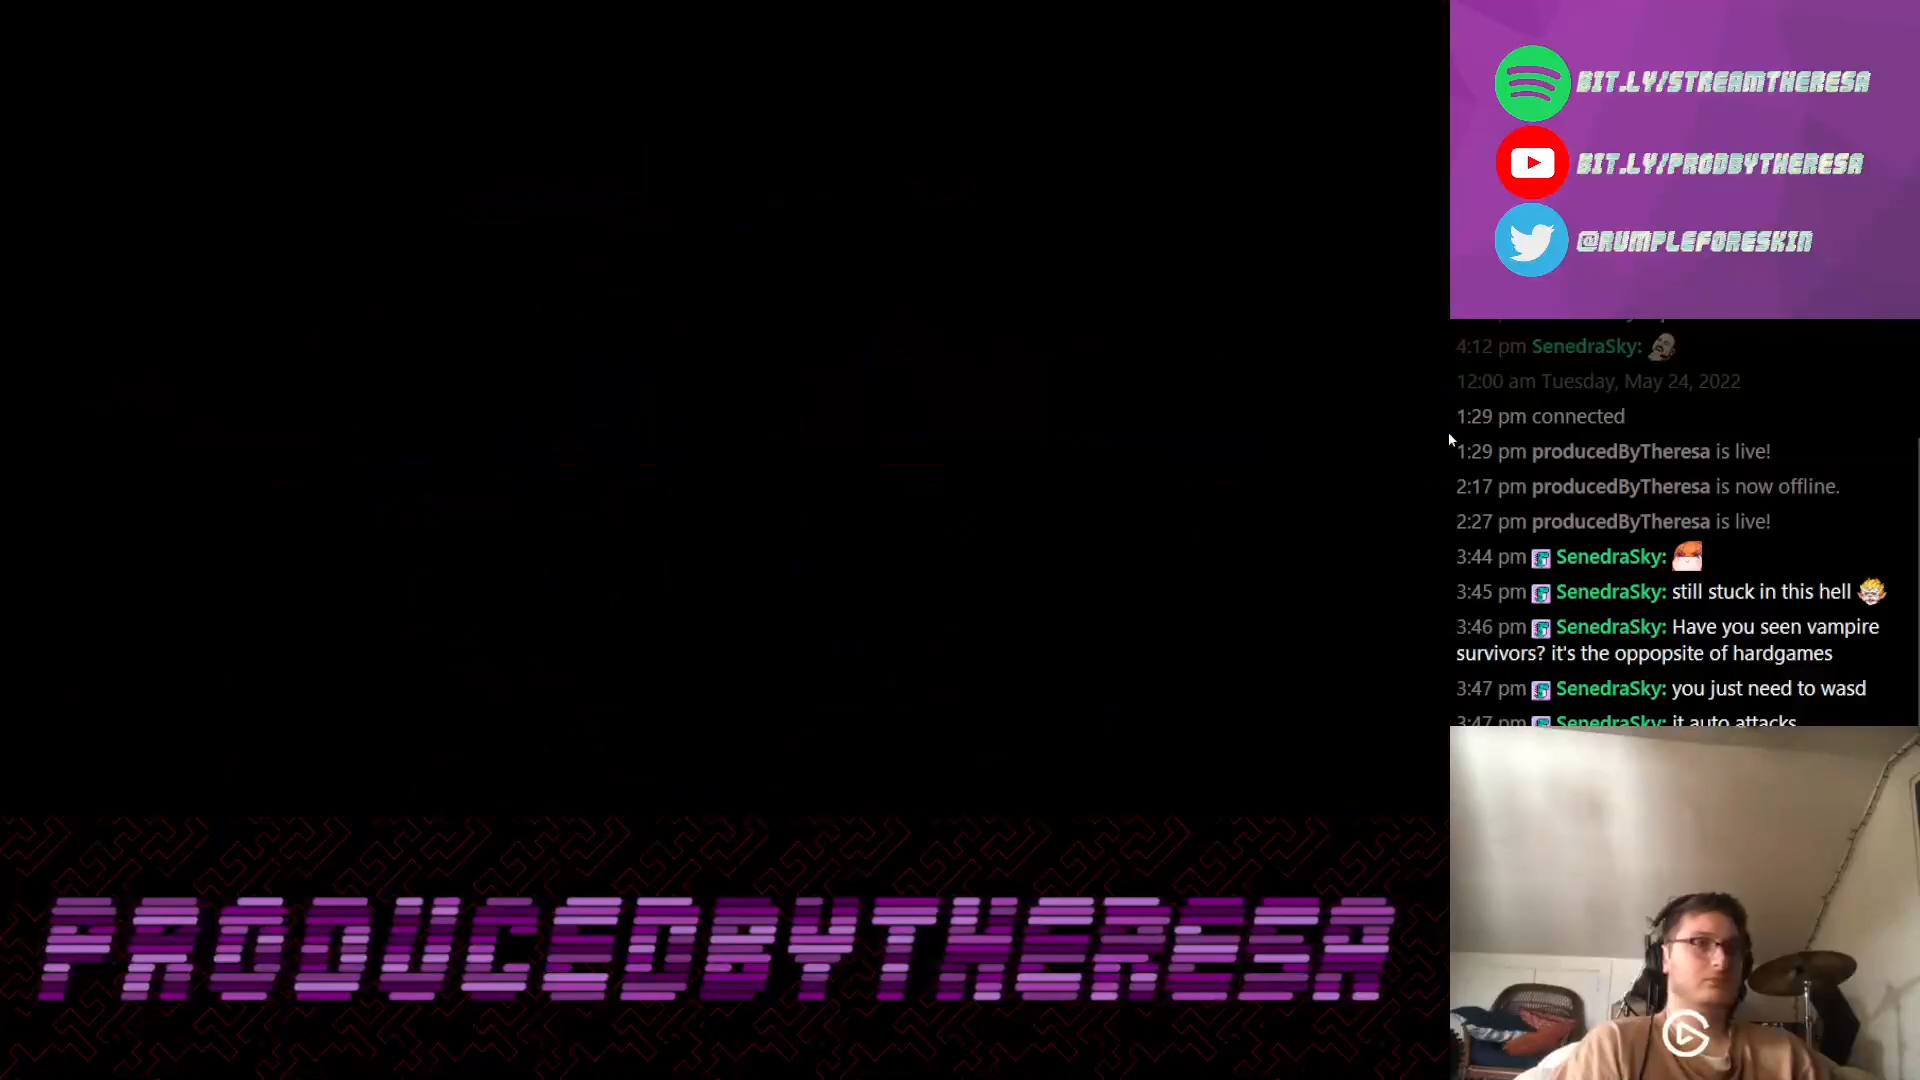 BIT.LY/STREAMTHERESA
BIT.LY/PRODBYTHERESA
@RUMPLEFORESKIN
4:12 pm SenedraSky:
12:00 am Tuesday, May 24, 2022
1:29 pm connected
1:29 pm producedByTheresa is live!
2:17 pm producedByTheresa is now offline.
2:27 pm producedByTheresa is live!
3:44 pm SenedraSky:
3:45 pm SenedraSky: still stuck in this hell
3:46 pm SenedraSky: Have you seen vampire
survivors? it's the oppopsite of hardgames
3:47 pm SenedraSky: you just need to wasd
3:47 pm SenedraSky: it auto attacks
PRODUCEDBYTHERESA